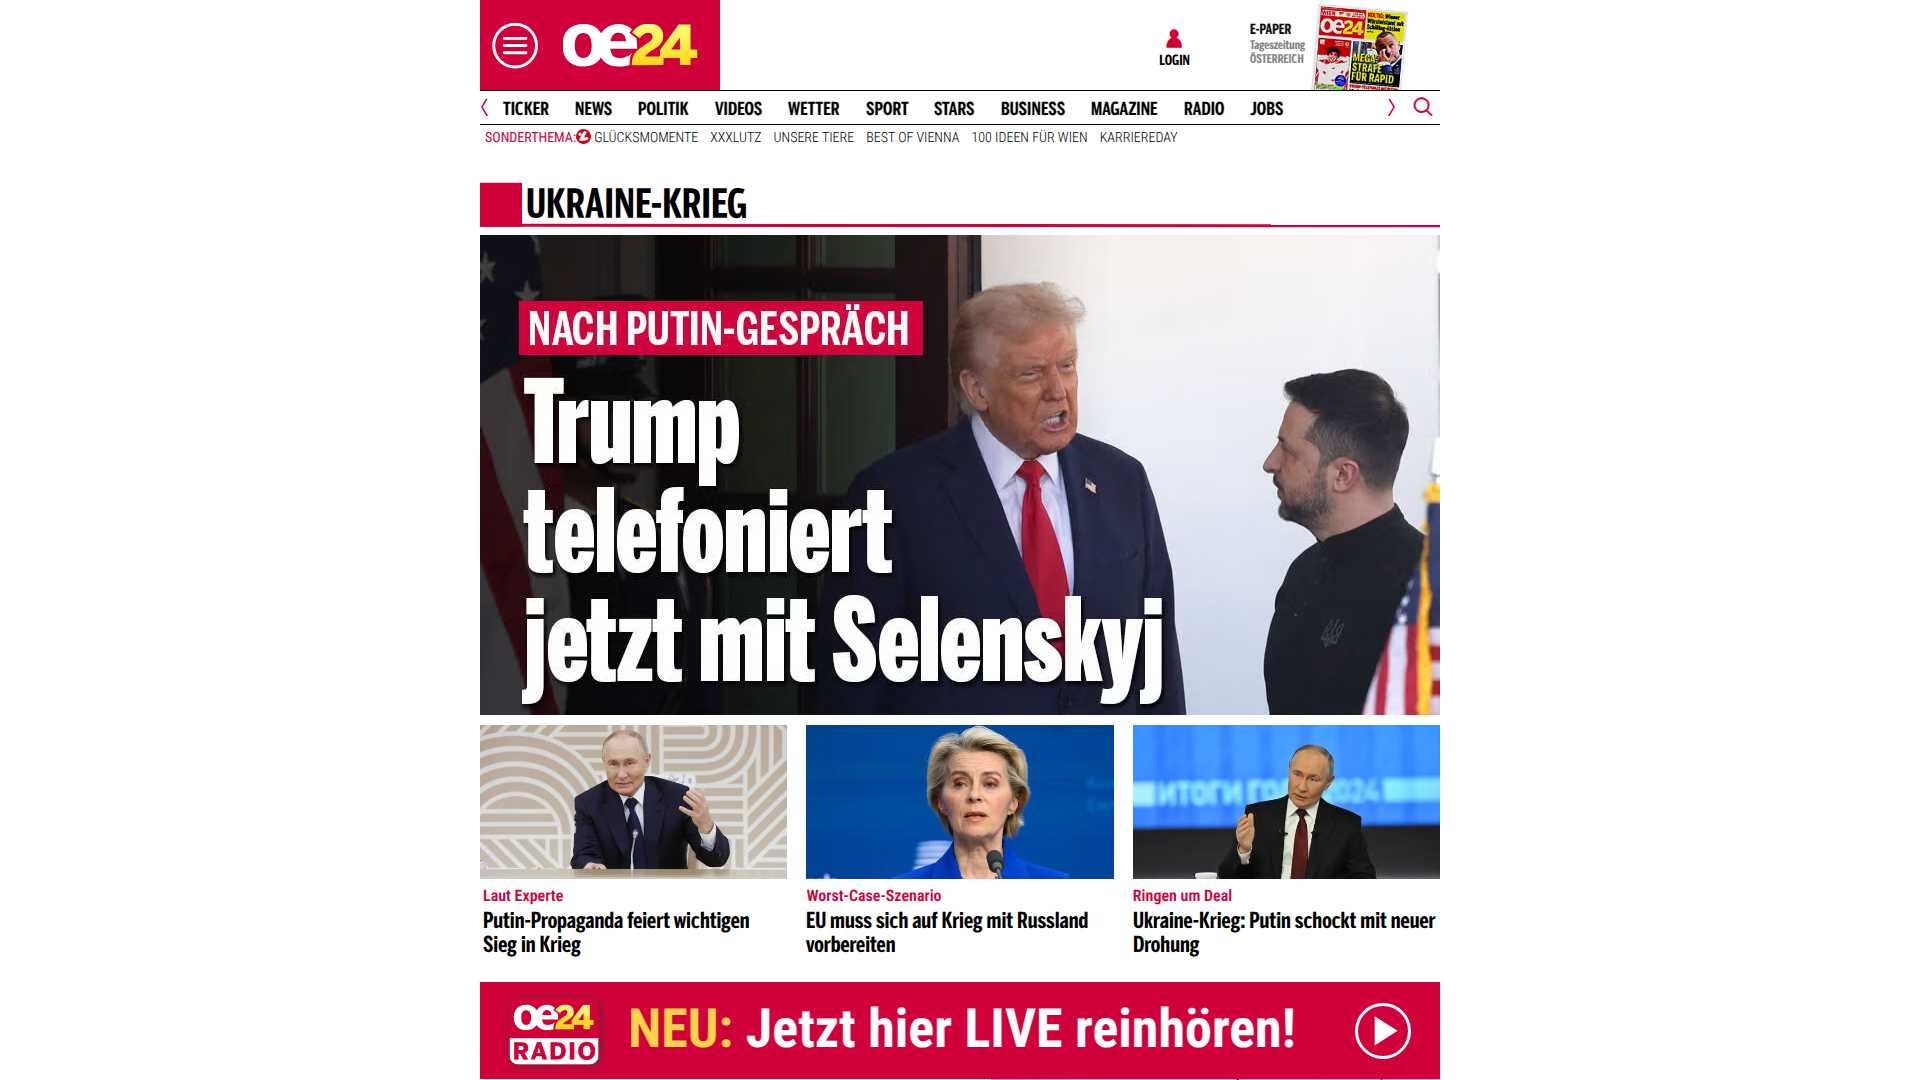 oe24
LOGIN
E-PAPER
Tageszeitung
ÖSTERREICH
oe24
MEGA-
STRAFE
FÜR RAPID
TICKER NEWS POLITIK VIDEOS WETTER SPORT STARS BUSINESS MAGAZINE RADIO JOBS
SONDERTHEMA: GLÜCKSMOMENTE XXXLUTZ UNSERE TIERE BEST OF VIENNA 100 IDEEN FÜR WIEN KARRIEREDAY
UKRAINE-KRIEG
NACH PUTIN-GESPRÄCH
Trump
telefoniert
jetzt mit Selenskyj
ИТОГИ ГО 2024
Laut Experte
Putin-Propaganda feiert wichtigen
Sieg in Krieg
Worst-Case-Szenario
EU muss sich auf Krieg mit Russland
vorbereiten
Ringen um Deal
Ukraine-Krieg: Putin schockt mit neuer
Drohung
oe24
RADIO
NEU: Jetzt hier LIVE reinhören!